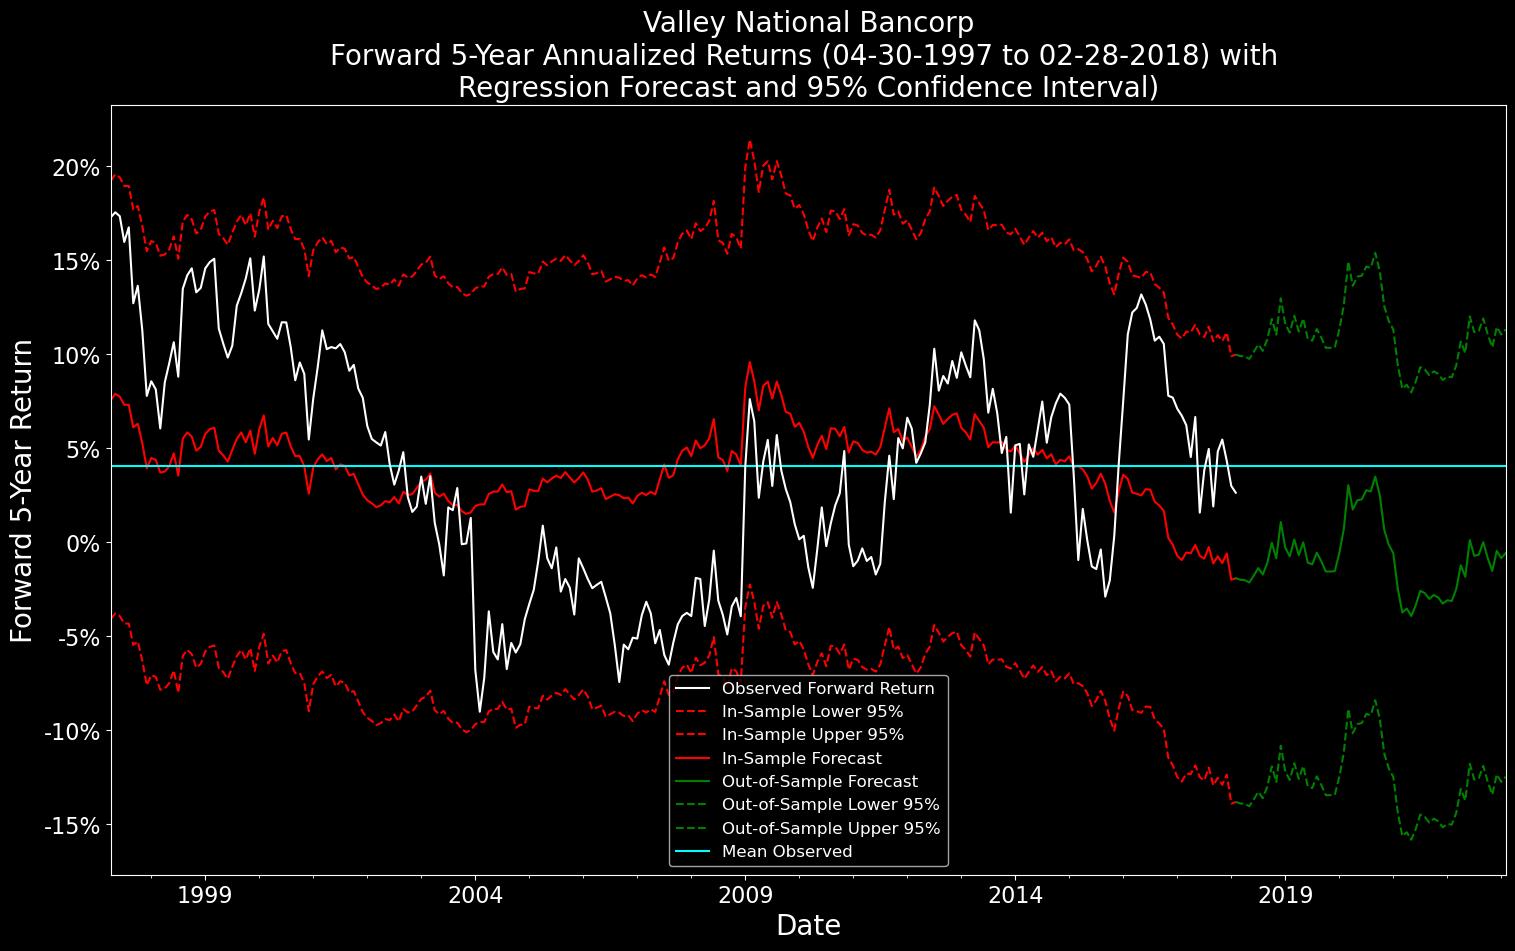 Valley National Bancorp
Forward 5-Year Annualized Returns (04-30-1997 to 02-28-2018) with
Regression Forecast and 95% Confidence Interval)
Forward 5-Year Return
20%
15%
10%
5%
0%
-5%
-10%
-15%
Observed Forward Return
In-Sample Lower 95%
In-Sample Upper 95%
In-Sample Forecast
Out-of-Sample Forecast
Out-of-Sample Lower 95%
Out-of-Sample Upper 95%
Mean Observed
1999 2004 2009 2014 2019
Date